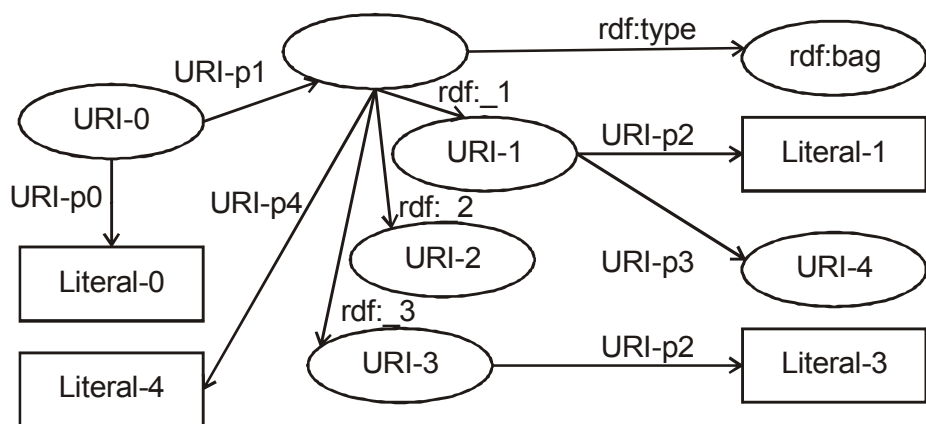 rdf:type
rdf:bag
URI-p1
URI-0
rdf:_1
URI-1
URI-p2
Literal-1
URI-p0
URI-p4
rdf:_2
URI-2
URI-p3
URI-4
Literal-0
rdf:_3
URI-3
URI-p2
Literal-3
Literal-4